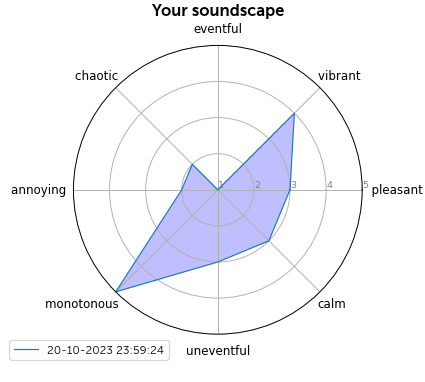 Your soundscape
eventful
chaotic
vibrant
annoying
1
2
3
4
5
pleasant
monotonous
calm
uneventful
20-10-2023 23:59:24